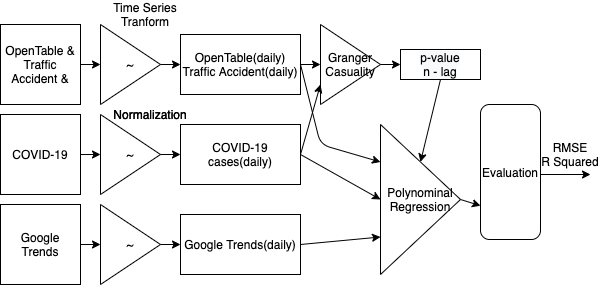 Time Series
Tranform
OpenTable &
Traffic
Accident &
~
OpenTable(daily)
Traffic Accident(daily)
Granger
Casuality
p-value
n - lag
Normalization
COVID-19
~
COVID-19
cases(daily)
Polynominal
Regression
Evaluation
RMSE
R Squared
Google
Trends
~
Google Trends(daily)